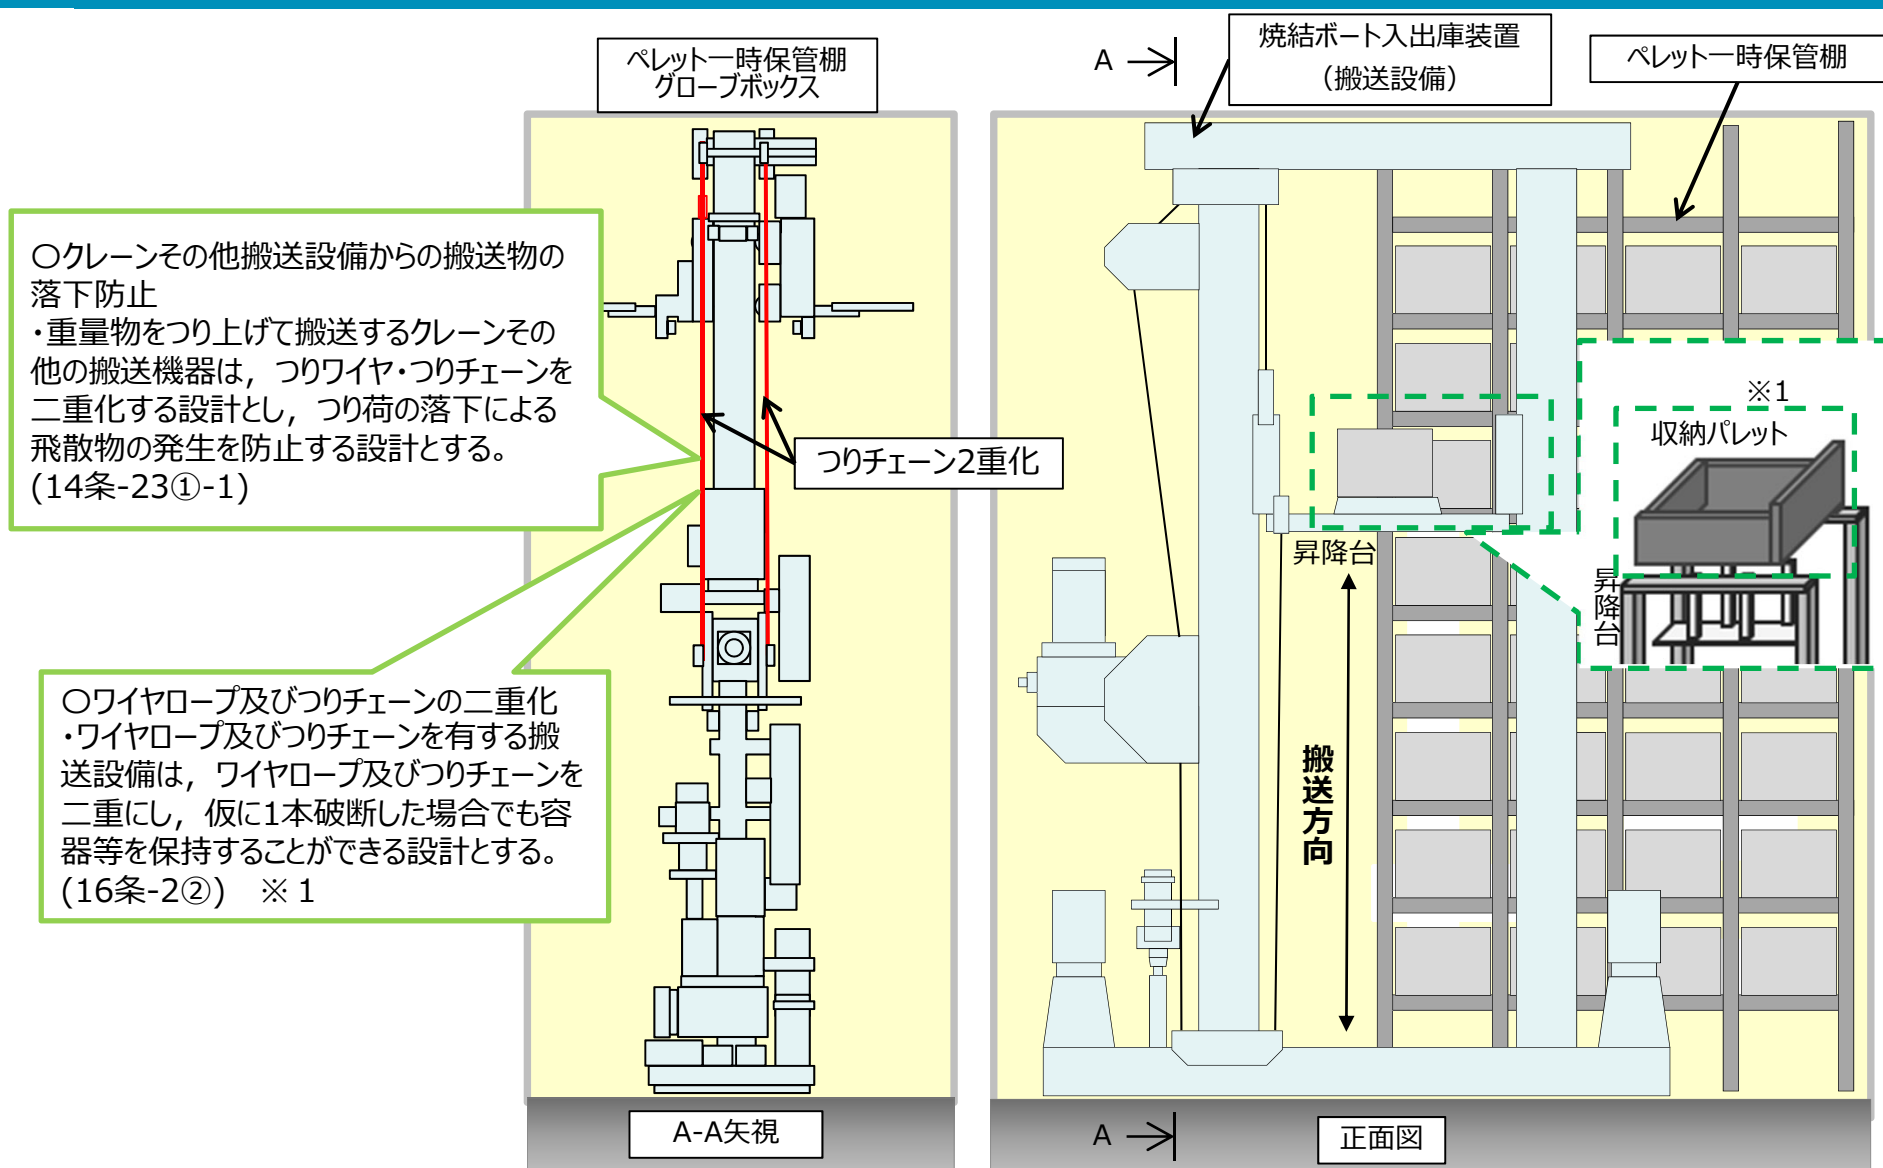 ペレット一時保管棚
グローブボックス
A
焼結ボート入出庫装置
（搬送設備）
ペレット一時保管棚
○クレーンその他搬送設備からの搬送物の
落下防止
・重量物をつり上げて搬送するクレーンその
他の搬送機器は，つりワイヤ・つりチェーンを
二重化する設計とし，つり荷の落下による
飛散物の発生を防止する設計とする。
(14条-23①-1)
つりチェーン2重化
※1
収納パレット
昇降台
昇降台
○ワイヤロープ及びつりチェーンの二重化
・ワイヤロープ及びつりチェーンを有する搬
送設備は，ワイヤロープ及びつりチェーンを
二重にし，仮に1本破断した場合でも容
器等を保持することができる設計とする。
(16条-2②)　※１
搬送方向
A-A矢視
A
正面図